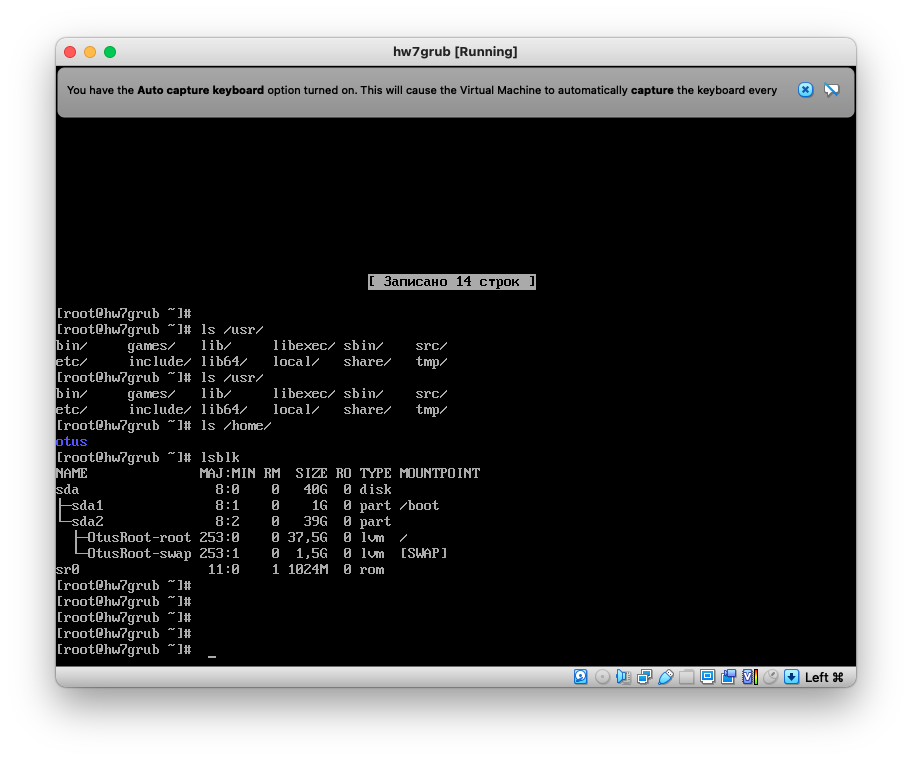 hw7grub [Running]
You have the Auto capture keyboard option turned on. This will cause the Virtual Machine to automatically capture the keyboard every
[ Записано 14 строк ]
[root@hw7grub ~]#
[root@hw7grub ~]# ls /usr/
bin/     games/   lib/     libexec/ sbin/    src/
etc/     include/ lib64/   local/   share/   tmp/
[root@hw7grub ~]# ls /usr/
bin/     games/   lib/     libexec/ sbin/    src/
etc/     include/ lib64/   local/   share/   tmp/
[root@hw7grub ~]# ls /home/
otus
[root@hw7grub ~]# lsblk
NAME              MAJ:MIN RM  SIZE RO TYPE MOUNTPOINT
sda                 8:0    0   40G  0 disk
├─sda1              8:1    0    1G  0 part /boot
└─sda2              8:2    0   39G  0 part
  ├─OtusRoot-root 253:0    0 37,5G  0 lvm  /
  └─OtusRoot-swap 253:1    0  1,5G  0 lvm  [SWAP]
sr0                11:0    1 1024M  0 rom
[root@hw7grub ~]#
[root@hw7grub ~]#
[root@hw7grub ~]#
[root@hw7grub ~]#
[root@hw7grub ~]#  _
Left ⌘